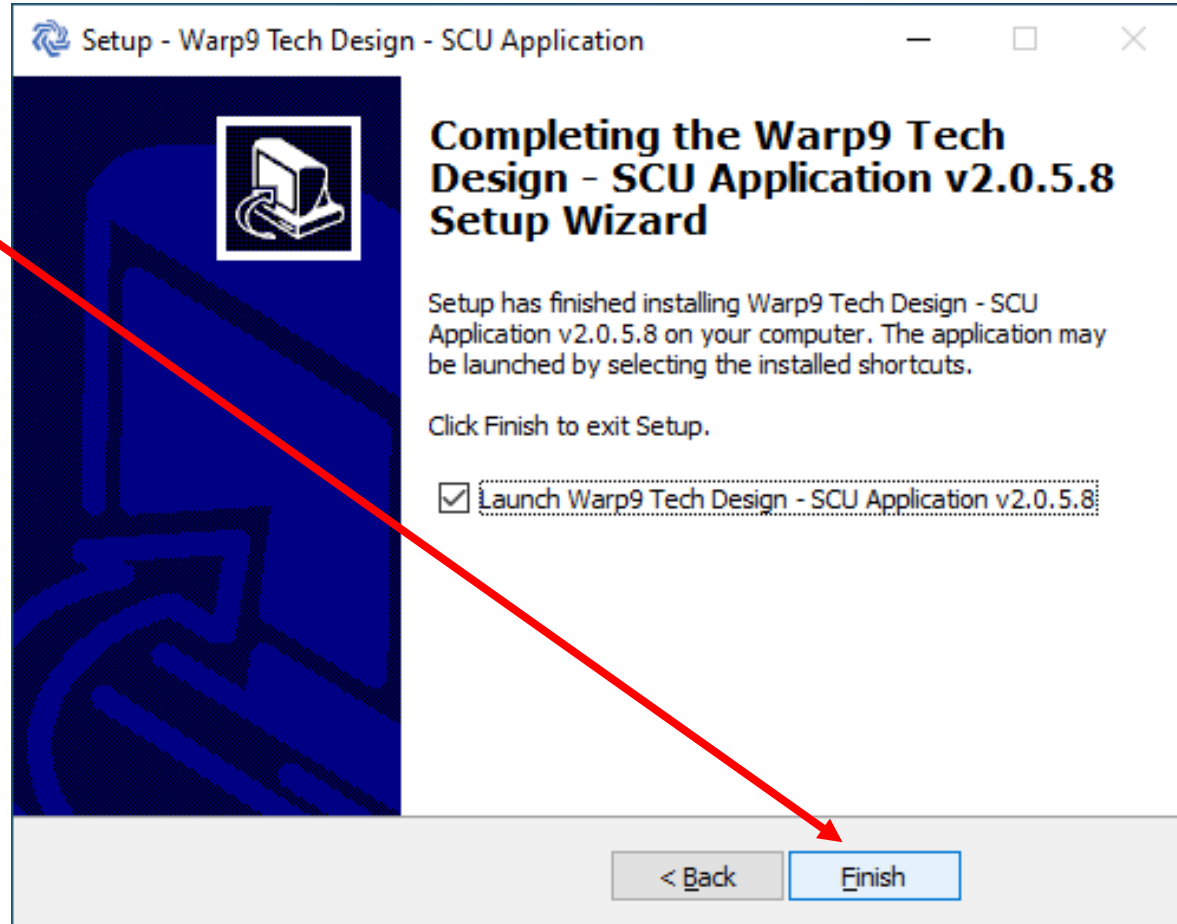 Setup - Warp9 Tech Design - SCU Application
Completing the Warp9 Tech
Design - SCU Application v2.0.5.8
Setup Wizard
Setup has finished installing Warp9 Tech Design - SCU
Application v2.0.5.8 on your computer. The application may
be launched by selecting the installed shortcuts.
Click Finish to exit Setup.
Launch Warp9 Tech Design - SCU Application v2.0.5.8
< Back Finish